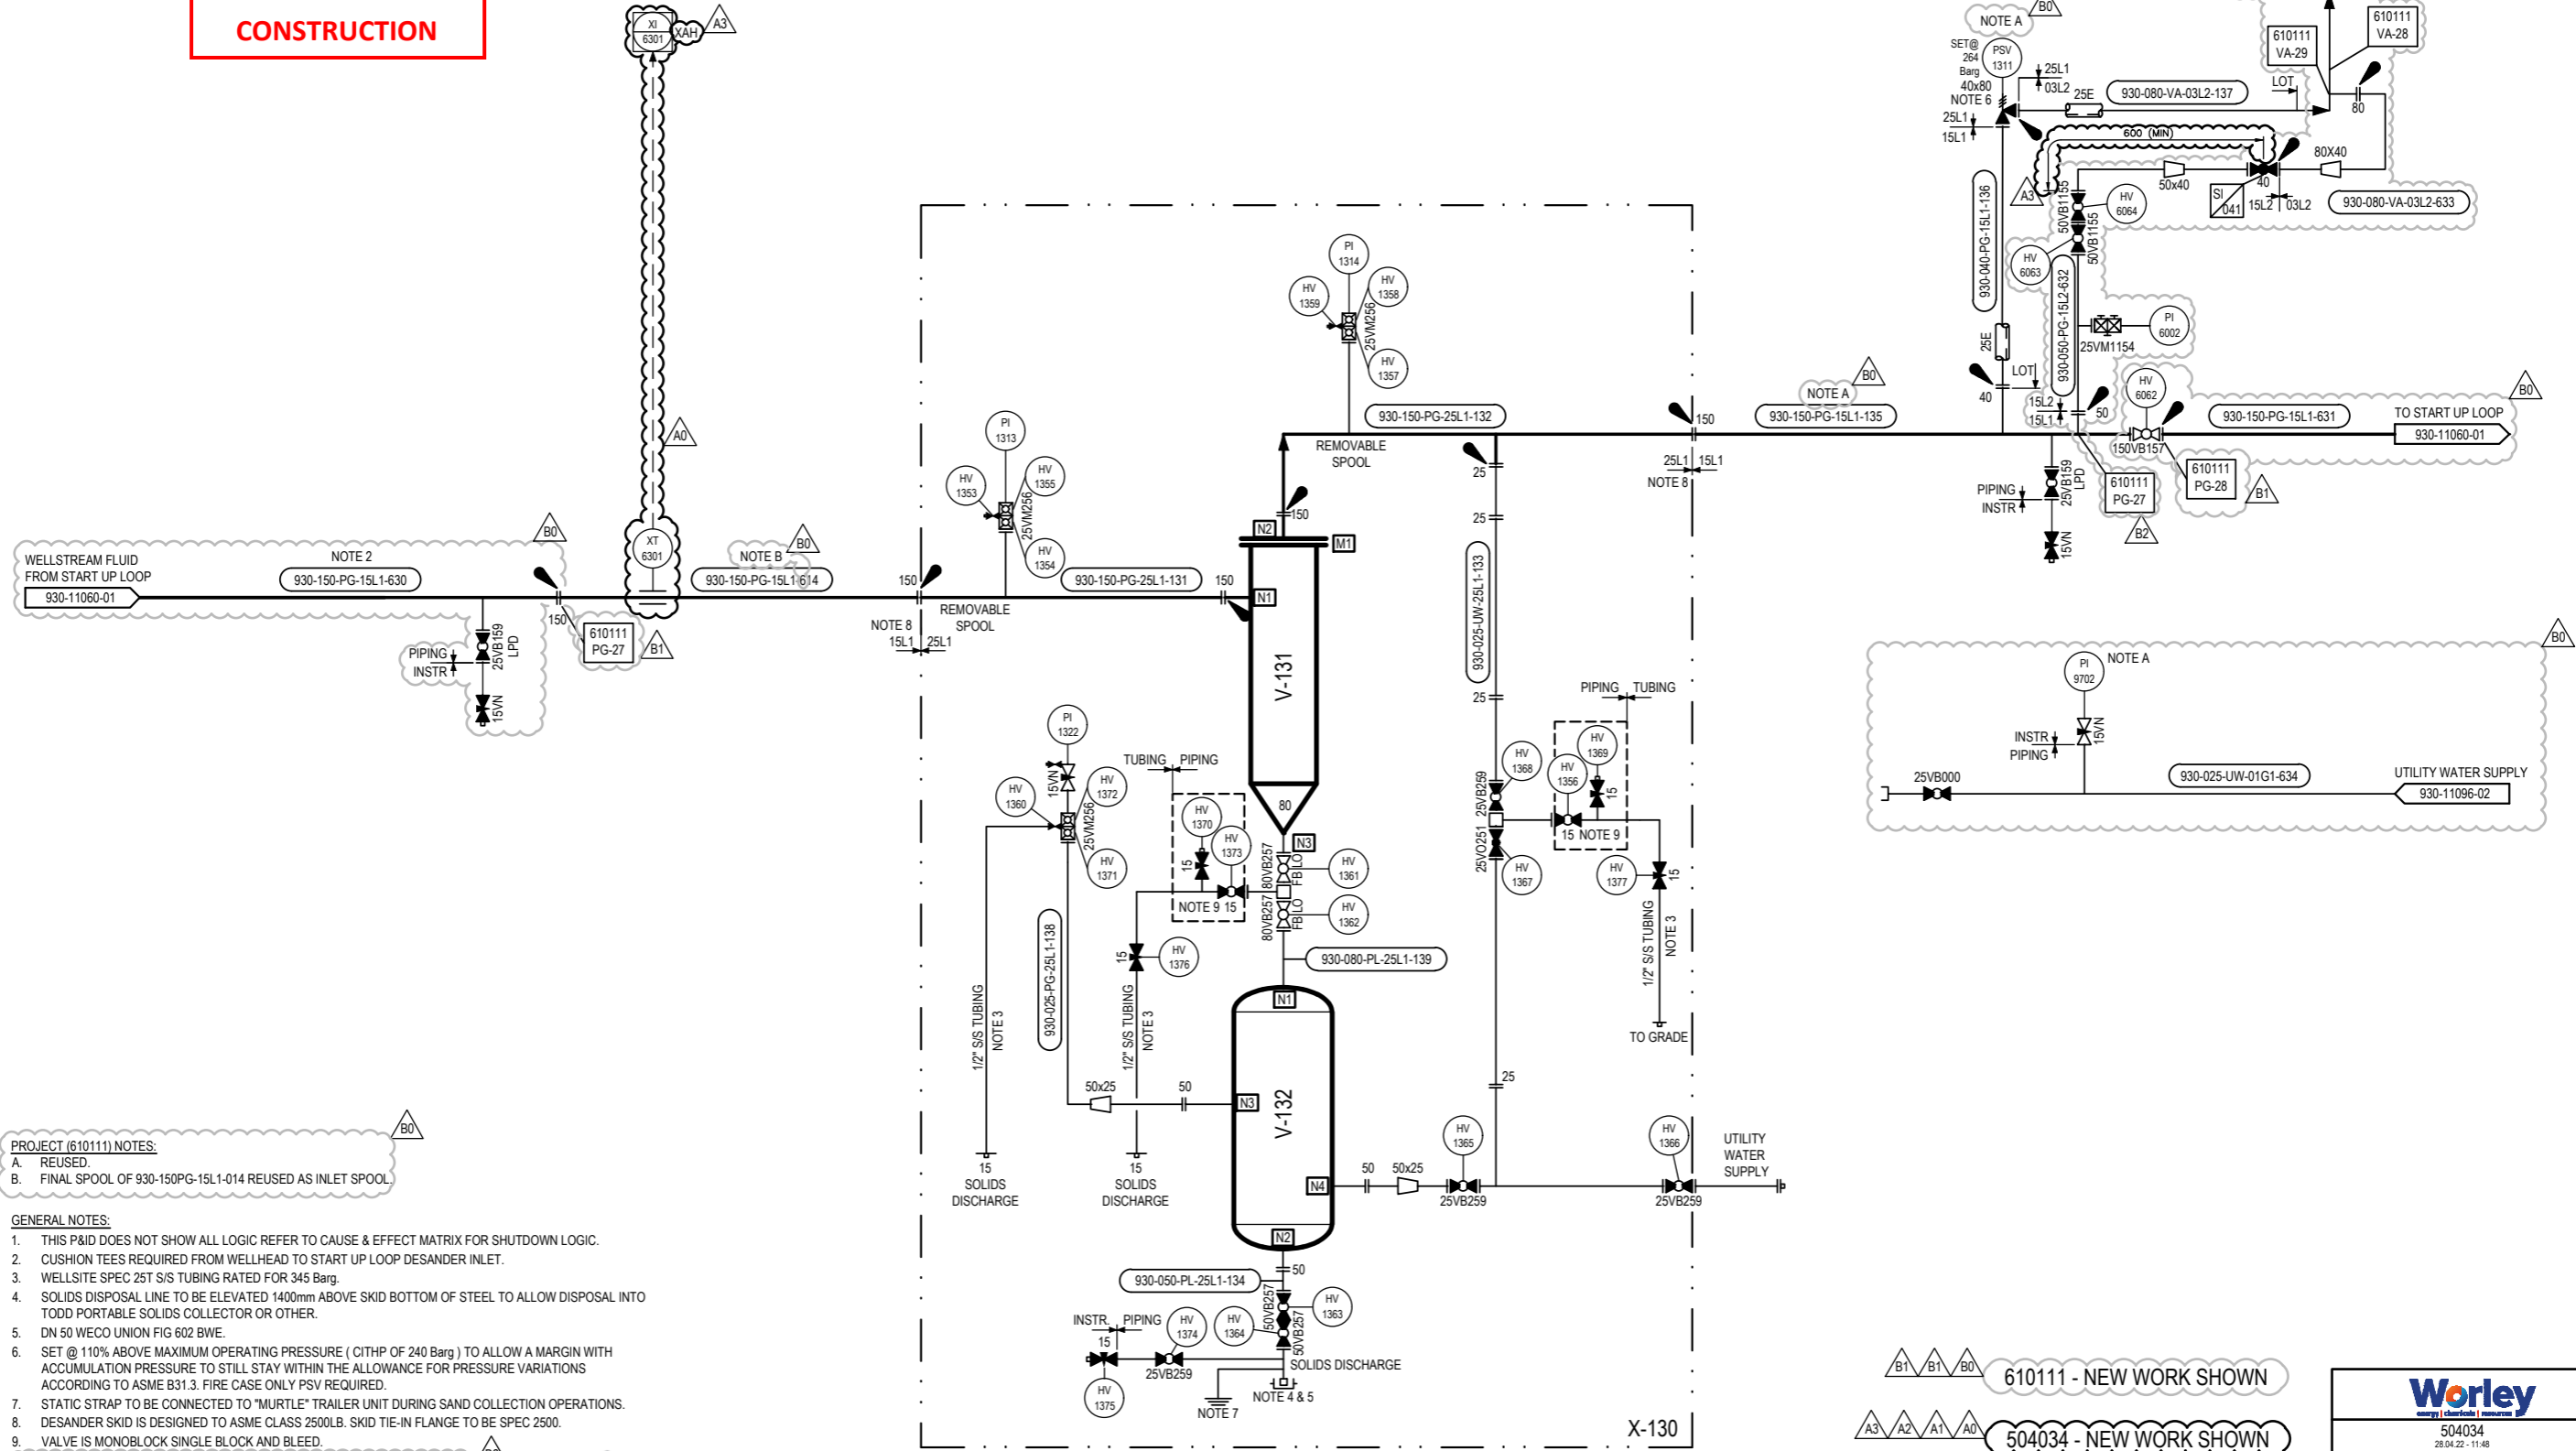 CONSTRUCTION
XI
6301
XAH
A3
A0
XT
6301
WELLSTREAM FLUID
FROM START UP LOOP
930-11060-01
NOTE 2
930-150-PG-15L1-630
B0
150
610111
PG-27
B1
PIPING
INSTR
25VB159
LPD
15VN
NOTE B
B0
930-150-PG-15L1-614
150
NOTE 8
15L1
25L1
REMOVABLE
SPOOL
PI
1313
HV
1353
HV
1355
HV
1354
25VM256
930-150-PG-25L1-131
150
N1
N2
M1
150
V-131
80
N3
PI
1314
HV
1359
HV
1358
HV
1357
25VM256
930-150-PG-25L1-132
REMOVABLE
SPOOL
25
25
930-025-UW-25L1-133
25
150
25L1
15L1
NOTE 8
NOTE A
B0
930-150-PG-15L1-135
NOTE A
B0
SET@
264
Barg
40x80
NOTE 6
PSV
1311
25L1
03L2
25L1
15L1
25E
930-080-VA-03L2-137
LOT
610111
VA-29
610111
VA-28
80
600 (MIN)
A3
50x40
40
80X40
SI
041
15L2
03L2
930-080-VA-03L2-633
930-040-PG-15L1-136
25E
40
LOT
50VB1155
HV
6064
50VB1155
HV
6063
930-050-PG-15L2-632
PI
6002
25VM1154
15L2
15L1
50
HV
6062
150VB157
930-150-PG-15L1-631
TO START UP LOOP
930-11060-01
B0
610111
PG-27
B2
610111
PG-28
B1
PIPING
INSTR
25VB159
LPD
15VN
B0
PI
9702
NOTE A
15VN
INSTR
PIPING
25VB000
930-025-UW-01G1-634
UTILITY WATER SUPPLY
930-11096-02
PI
1322
15VN
HV
1360
HV
1372
25VM256
HV
1371
TUBING
PIPING
HV
1370
15
HV
1373
NOTE 9
15
80VB257
FB LO
HV
1361
80VB257
FB LO
HV
1362
15
HV
1376
930-080-PL-25L1-139
930-025-PG-25L1-138
1/2" S/S TUBING
NOTE 3
1/2" S/S TUBING
NOTE 3
50x25
50
15
SOLIDS
DISCHARGE
15
SOLIDS
DISCHARGE
N1
N3
V-132
N4
N2
HV
1368
25VB259
25VO251
HV
1367
PIPING
TUBING
HV
1369
HV
1356
15
15
NOTE 9
HV
1377
15
1/2" S/S TUBING
NOTE 3
TO GRADE
25
50
50x25
HV
1365
25VB259
HV
1366
25VB259
UTILITY
WATER
SUPPLY
50
930-050-PL-25L1-134
50VB257
HV
1363
HV
1364
50VB257
INSTR.
PIPING
15
HV
1374
25VB259
HV
1375
SOLIDS DISCHARGE
NOTE 4 & 5
NOTE 7
X-130
B0
PROJECT (610111) NOTES:
A. REUSED.
B. FINAL SPOOL OF 930-150PG-15L1-014 REUSED AS INLET SPOOL.
GENERAL NOTES:
1. THIS P&ID DOES NOT SHOW ALL LOGIC REFER TO CAUSE & EFFECT MATRIX FOR SHUTDOWN LOGIC.
2. CUSHION TEES REQUIRED FROM WELLHEAD TO START UP LOOP DESANDER INLET.
3. WELLSITE SPEC 25T S/S TUBING RATED FOR 345 Barg.
4. SOLIDS DISPOSAL LINE TO BE ELEVATED 1400mm ABOVE SKID BOTTOM OF STEEL TO ALLOW DISPOSAL INTO
TODD PORTABLE SOLIDS COLLECTOR OR OTHER.
5. DN 50 WECO UNION FIG 602 BWE.
6. SET @ 110% ABOVE MAXIMUM OPERATING PRESSURE ( CITHP OF 240 Barg ) TO ALLOW A MARGIN WITH
ACCUMULATION PRESSURE TO STILL STAY WITHIN THE ALLOWANCE FOR PRESSURE VARIATIONS
ACCORDING TO ASME B31.3. FIRE CASE ONLY PSV REQUIRED.
7. STATIC STRAP TO BE CONNECTED TO "MURTLE" TRAILER UNIT DURING SAND COLLECTION OPERATIONS.
8. DESANDER SKID IS DESIGNED TO ASME CLASS 2500LB. SKID TIE-IN FLANGE TO BE SPEC 2500.
9. VALVE IS MONOBLOCK SINGLE BLOCK AND BLEED.
B1
B1
B0
610111 - NEW WORK SHOWN
A3
A2
A1
A0
504034 - NEW WORK SHOWN
Worley
energy | chemicals | resources
504034
28.04.22 - 11:48